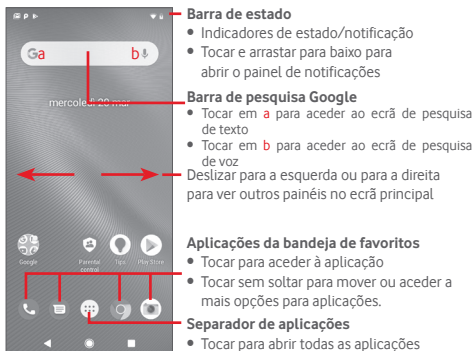 Barra de estado
• Indicadores de estado/notificação
• Tocar e arrastar para baixo para
abrir o painel de notificações
Ga
b
mercoledì 20 mar
Barra de pesquisa Google
• Tocar em a para aceder ao ecrã de pesquisa
de texto
• Tocar em b para aceder ao ecrã de pesquisa
de voz
Deslizar para a esquerda ou para a direita
para ver outros painéis no ecrã principal
Google
Parental
control
Tips
Play Store
Aplicações da bandeja de favoritos
• Tocar para aceder à aplicação
• Tocar sem soltar para mover ou aceder a
mais opções para aplicações.
Separador de aplicações
• Tocar para abrir todas as aplicações